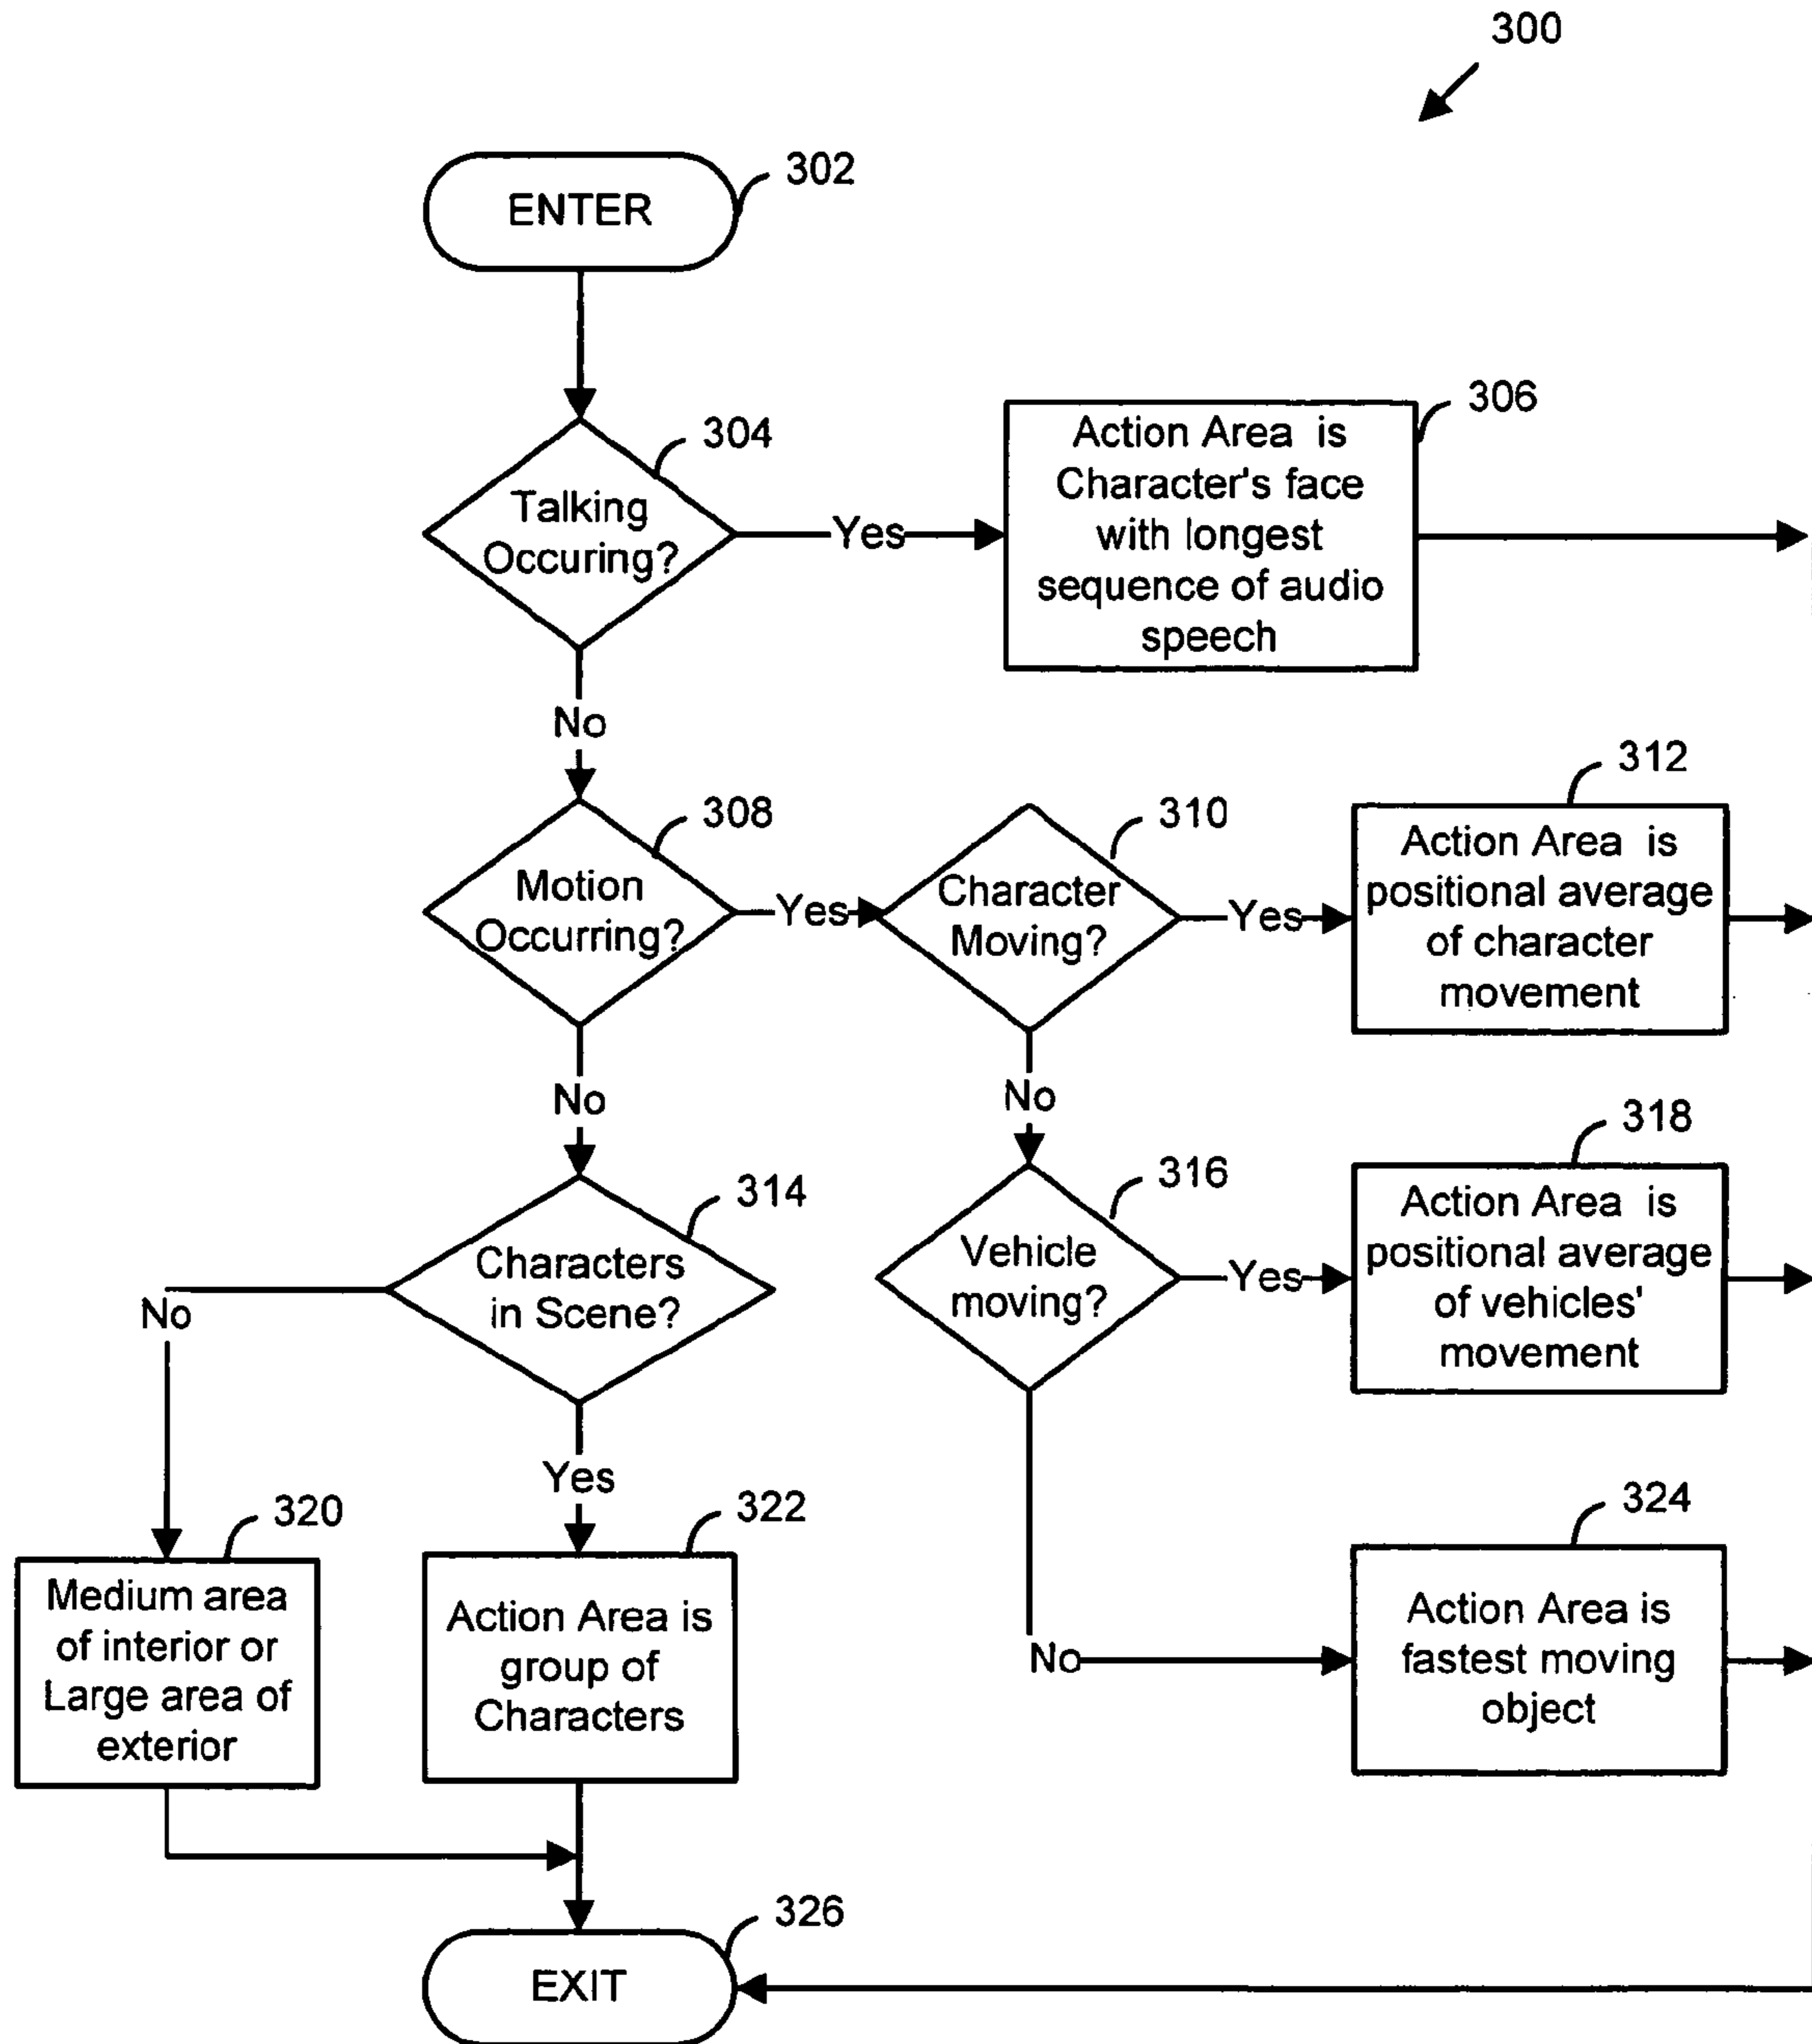 300
302
ENTER
304
Talking
Occuring?
Yes
306
Action Area is
Character's face
with longest
sequence of audio
speech
No
308
Motion
Occurring?
Yes
310
Character
Moving?
Yes
312
Action Area is
positional average
of character
movement
No
No
314
Characters
in Scene?
316
Vehicle
moving?
Yes
318
Action Area is
positional average
of vehicles'
movement
No
Yes
320
Medium area
of interior or
Large area of
exterior
322
Action Area is
group of
Characters
No
324
Action Area is
fastest moving
object
326
EXIT